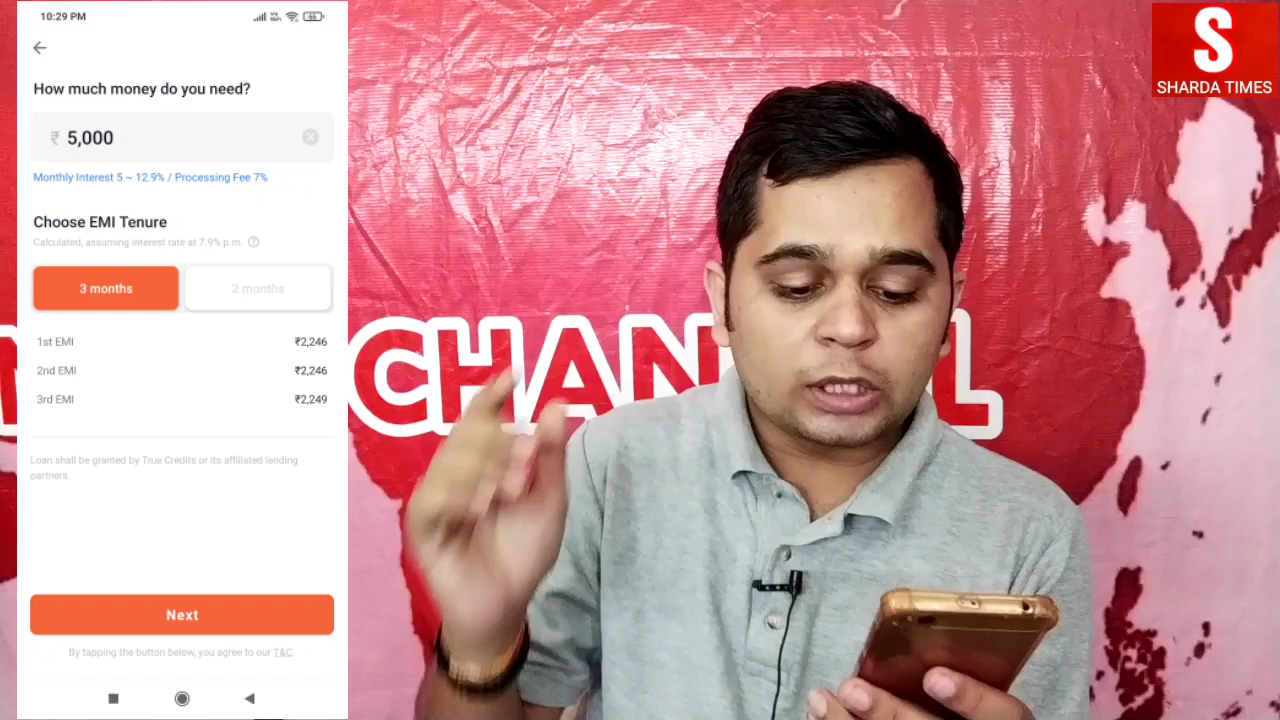 10:29 PM
66
How much money do you need?
₹ 5,000
Monthly Interest 5 ~ 12.9% / Processing Fee 7%
Choose EMI Tenure
Calculated, assuming interest rate at 7.9% p.m. ?
3 months
2 months
1st EMI ₹2,246
2nd EMI ₹2,246
3rd EMI ₹2,249
Loan shall be granted by True Credits or its affiliated lending
partners.
Next
By tapping the button below, you agree to our T&C.
S
SHARDA TIMES